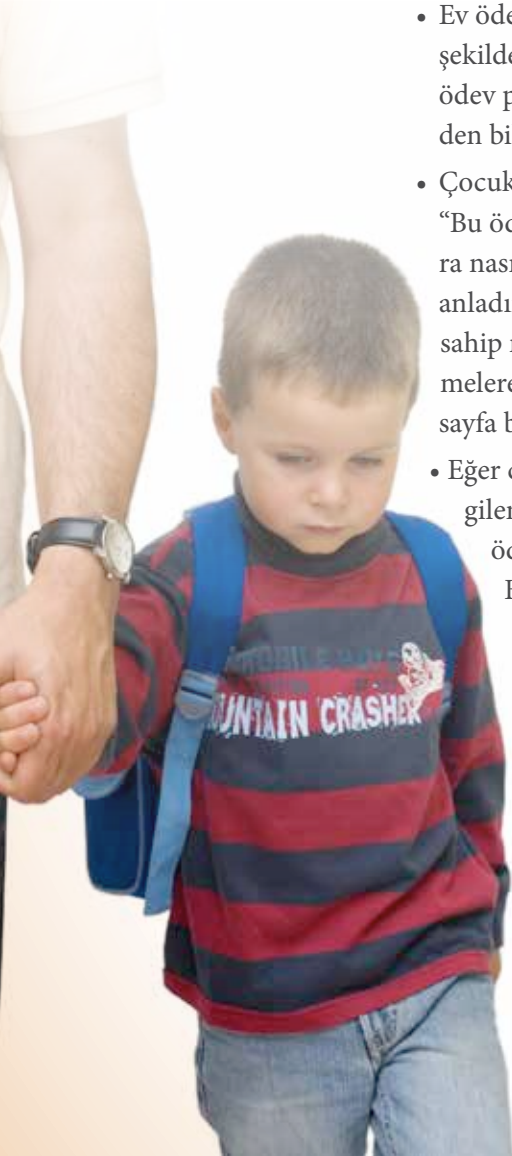 • Ev öde
şekilde
ödev p
den bi
• Çocuk
“Bu öd
ra nası
anladı
sahip
melere
sayfa b
• Eğer
giler
öd
UNTAIN CRASHER